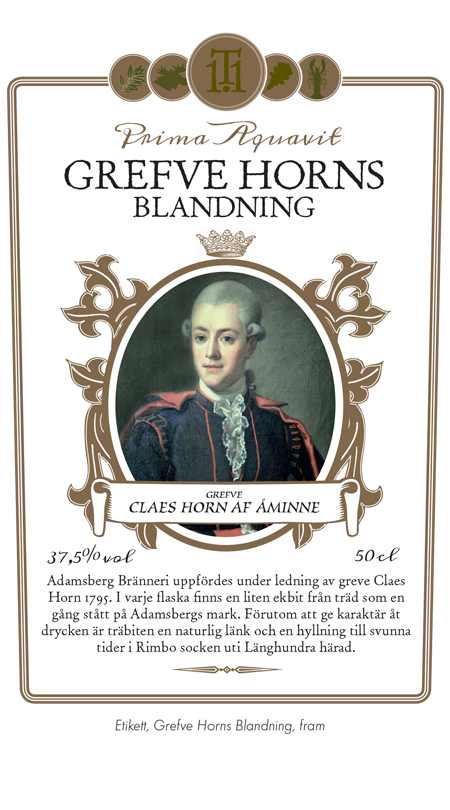 TH
Prima Aquavit
GREFVE HORNS
BLANDNING
GREFVE
CLAES HORN AF ÅMINNE
37,5% vol
50 cl
Adamsberg Bränneri uppfördes under ledning av greve Claes
Horn 1795. I varje flaska finns en liten ekbit från träd som en
gång stått på Adamsbergs mark. Förutom att ge karaktär åt
drycken är träbiten en naturlig länk och en hyllning till svunna
tider i Rimbo socken uti Länghundra härad.
Etikett, Grefve Horns Blandning, fram